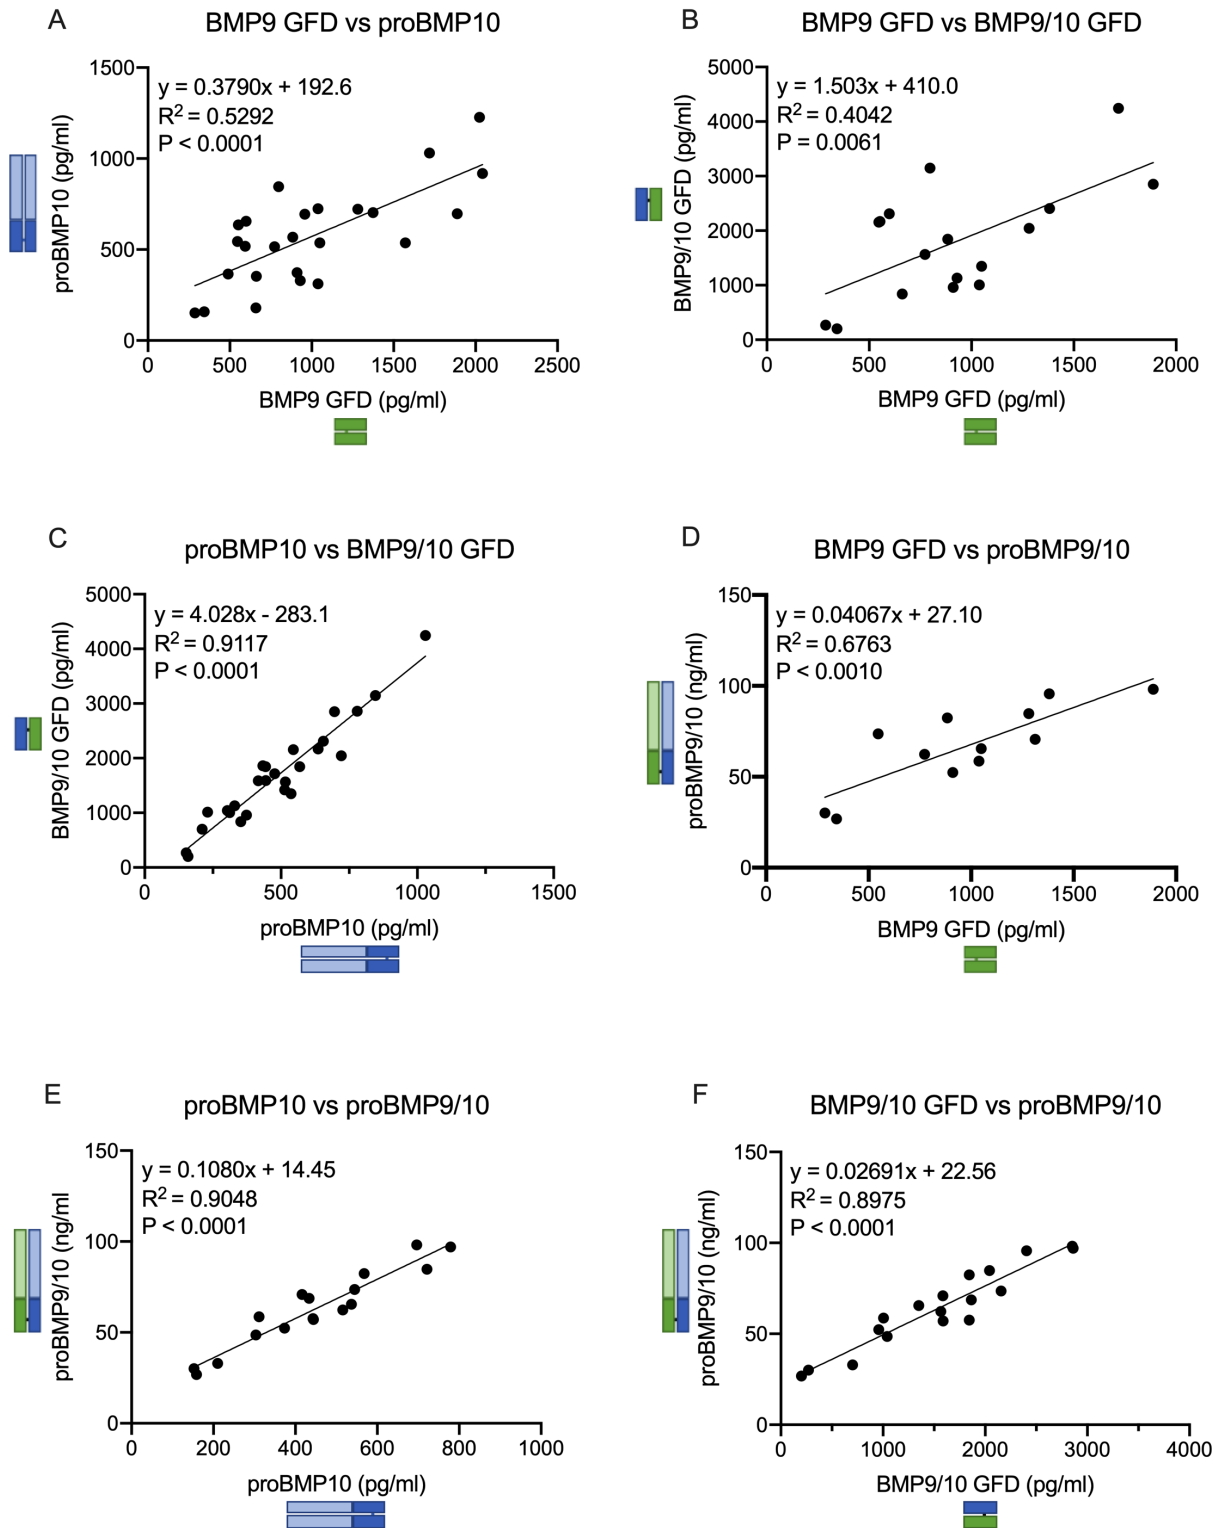 A
BMP9 GFD vs proBMP10
y = 0.3790x + 192.6
R2 = 0.5292
P < 0.0001
1500
1000
500
0
proBMP10 (pg/ml)
0 500 1000 1500 2000 2500
BMP9 GFD (pg/ml)
B
BMP9 GFD vs BMP9/10 GFD
y = 1.503x + 410.0
R2 = 0.4042
P = 0.0061
5000
4000
3000
2000
1000
0
BMP9/10 GFD (pg/ml)
0 500 1000 1500 2000
BMP9 GFD (pg/ml)
C
proBMP10 vs BMP9/10 GFD
y = 4.028x - 283.1
R2 = 0.9117
P < 0.0001
5000
4000
3000
2000
1000
0
BMP9/10 GFD (pg/ml)
0 500 1000 1500
proBMP10 (pg/ml)
D
BMP9 GFD vs proBMP9/10
y = 0.04067x + 27.10
R2 = 0.6763
P < 0.0010
150
100
50
0
proBMP9/10 (ng/ml)
0 500 1000 1500 2000
BMP9 GFD (pg/ml)
E
proBMP10 vs proBMP9/10
y = 0.1080x + 14.45
R2 = 0.9048
P < 0.0001
150
100
50
0
proBMP9/10 (ng/ml
0 200 400 600 800 1000
proBMP10 (pg/ml)
F
BMP9/10 GFD vs proBMP9/10
y = 0.02691x + 22.56
R2 = 0.8975
P < 0.0001
150
100
50
0
proBMP9/10 (ng/ml)
0 1000 2000 3000 4000
BMP9/10 GFD (pg/ml)